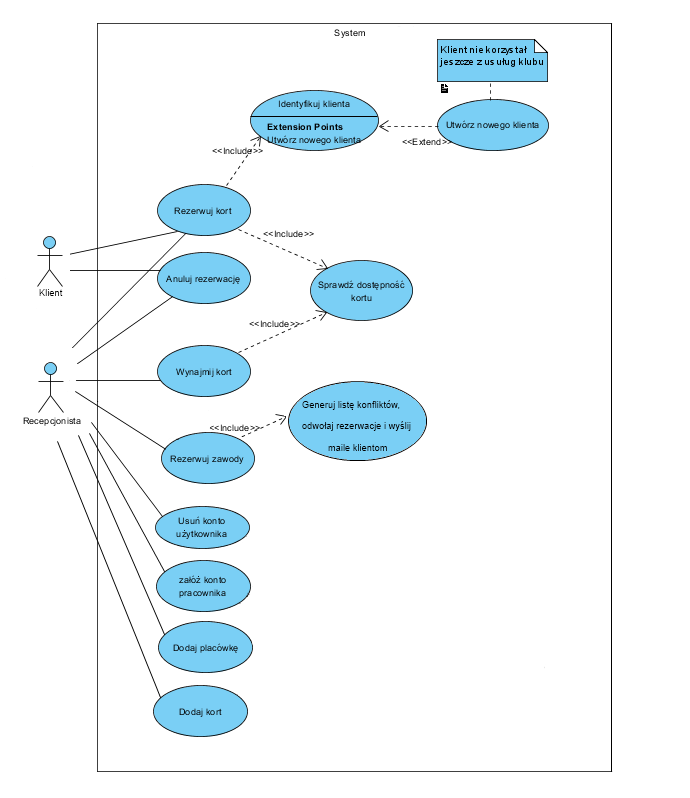 System
Klient nie korzystał
jeszcze z usług klubu
Identyfikuj klienta
Extension Points
Utwórz nowego klienta
Utwórz nowego klienta
<<Extend>>
<<Include>>
Rezerwuj kort
<<Include>>
Klient
Anuluj rezerwację
Sprawdź dostępność
kortu
<<Include>>
Wynajmij kort
Recepcjonista
Generuj listę konfliktów,
odwołaj rezerwacje i wyślij
maile klientom
<<Include>>
Rezerwuj zawody
Usuń konto
użytkownika
załóż konto
pracownika
Dodaj placówkę
Dodaj kort